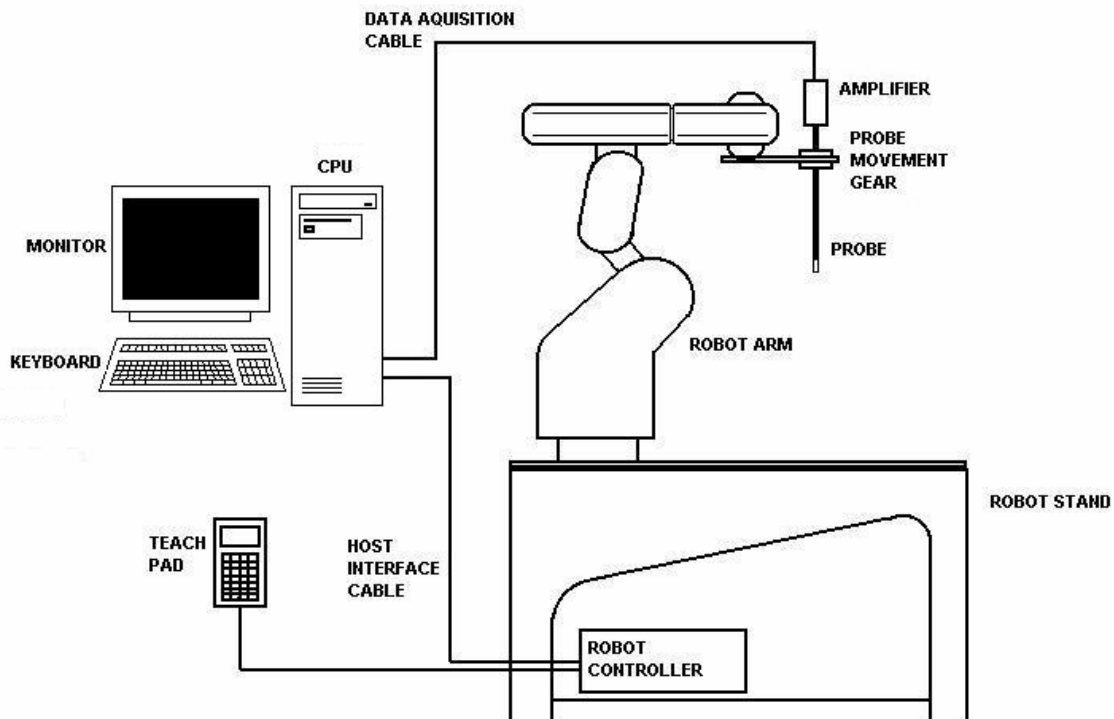 DATA AQUISITION
CABLE
AMPLIFIER
PROBE
MOVEMENT
GEAR
CPU
MONITOR
PROBE
KEYBOARD
ROBOT ARM
ROBOT STAND
TEACH
PAD
HOST
INTERFACE
CABLE
ROBOT
CONTROLLER